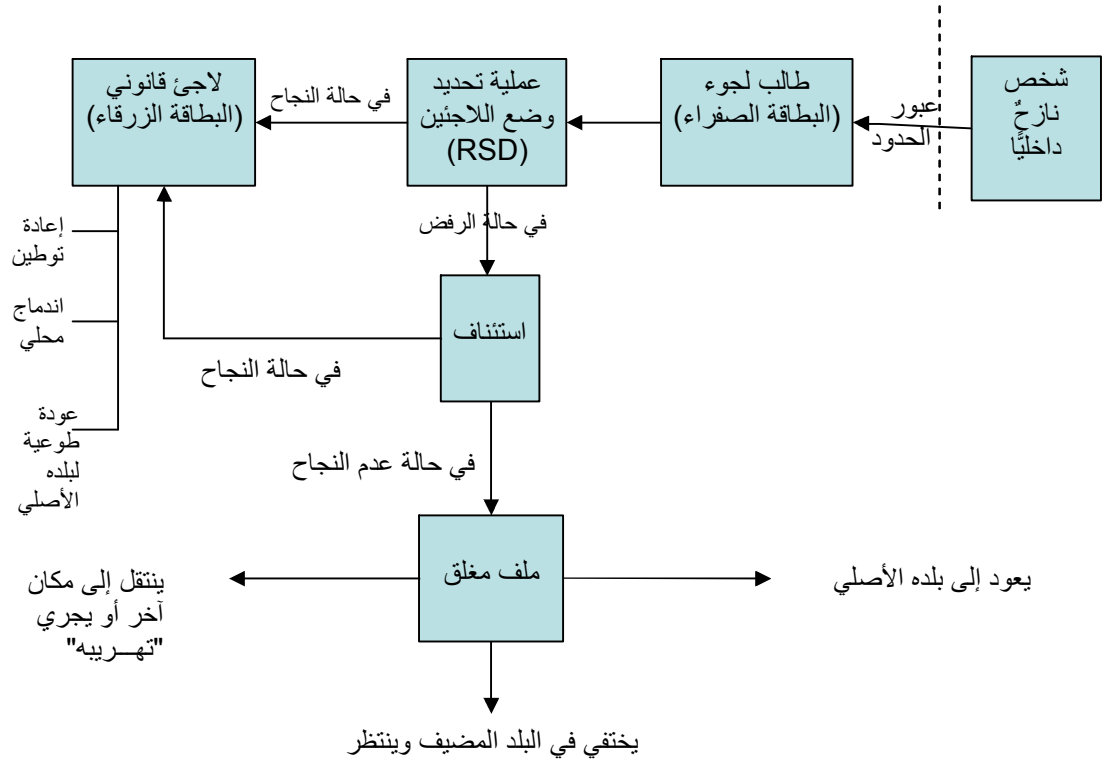 شخص
نازحٌ
داخليًّا
عبور
الحدود
طالب لجوء
(البطاقة الصفراء)
عملية تحديد
وضع اللاجئين
(RSD)
في حالة النجاح
لاجئ قانوني
(البطاقة الزرقاء)
إعادة
توطين
اندماج
محلي
عودة
طوعية
لبلده
الأصلي
في حالة الرفض
استئناف
في حالة النجاح
في حالة عدم النجاح
ملف مغلق
يعود إلى بلده الأصلي
ينتقل إلى مكان
آخر أو يجري
"تهـــريبه"
يختفي في البلد المضيف وينتظر